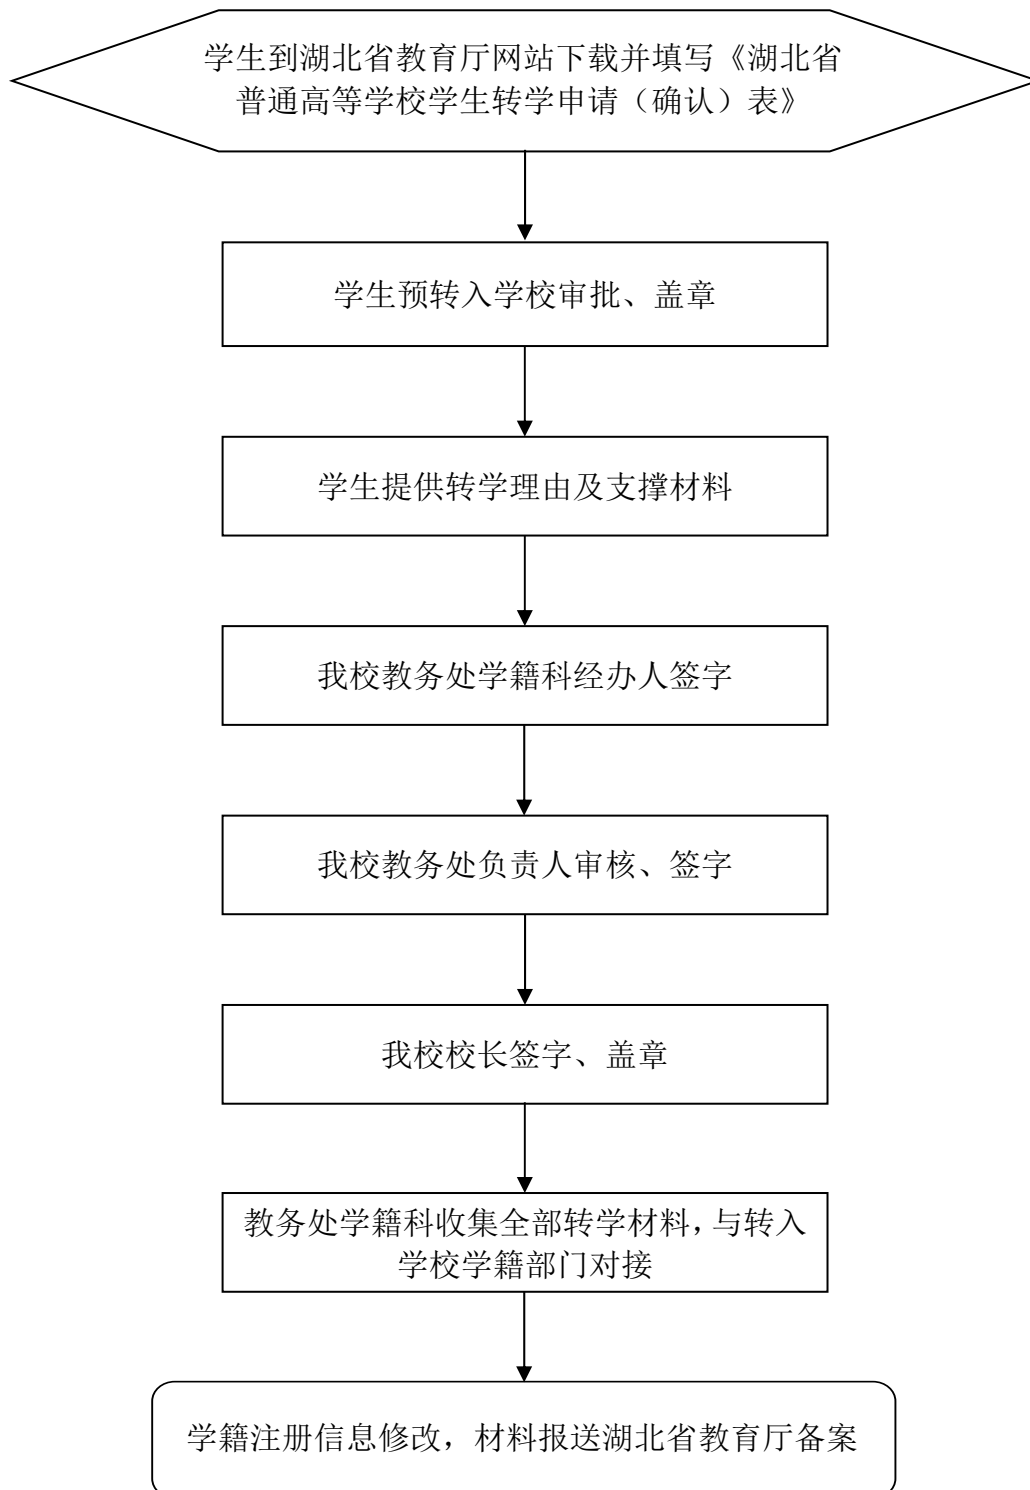 学生到湖北省教育厅网站下载并填写《湖北省
普通高等学校学生转学申请（确认）表》
学生预转入学校审批、盖章
学生提供转学理由及支撑材料
我校教务处学籍科经办人签字
我校教务处负责人审核、签字
我校校长签字、盖章
教务处学籍科收集全部转学材料，与转入
学校学籍部门对接
学籍注册信息修改，材料报送湖北省教育厅备案